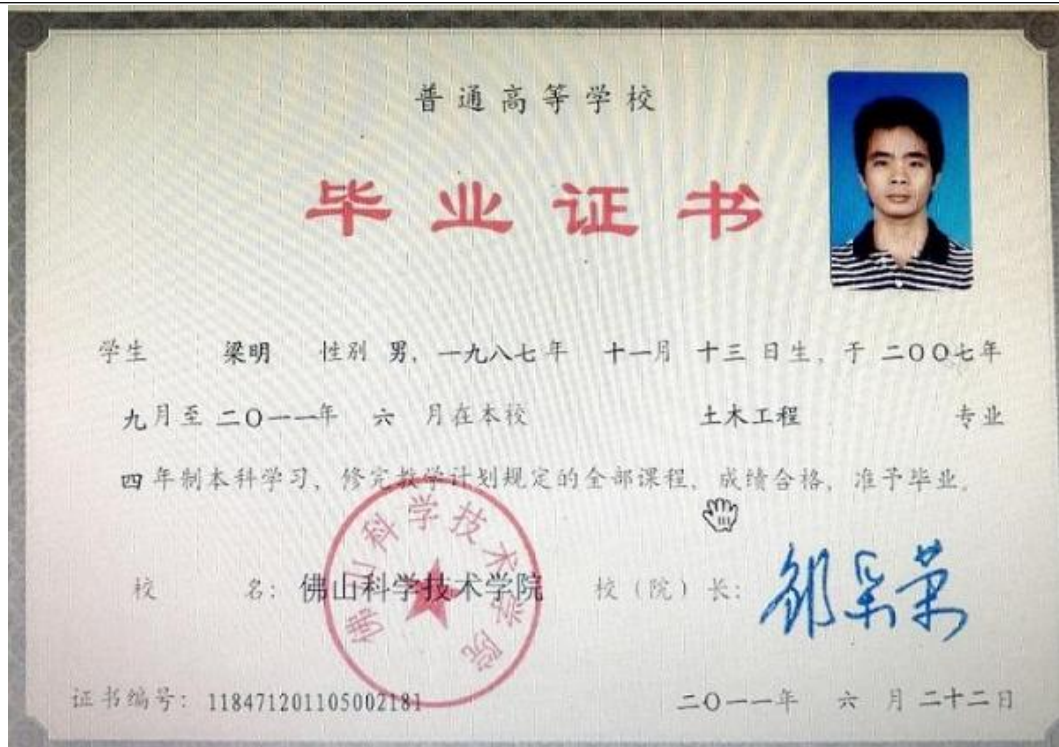 普通高等学校
毕业证书
学生 梁明 性别 男，一九八七年 十一月 十三日生，于 二〇〇七年
九月至 二〇一一年 六 月在本校 土木工程 专业
四年制本科学习，修完教学计划规定的全部课程，成绩合格，准予毕业。
佛山科学技术学院
校 名：佛山科学技术学院 校（院）长：
证书编号：118471201105002181 二〇一一年 六 月 二十二日